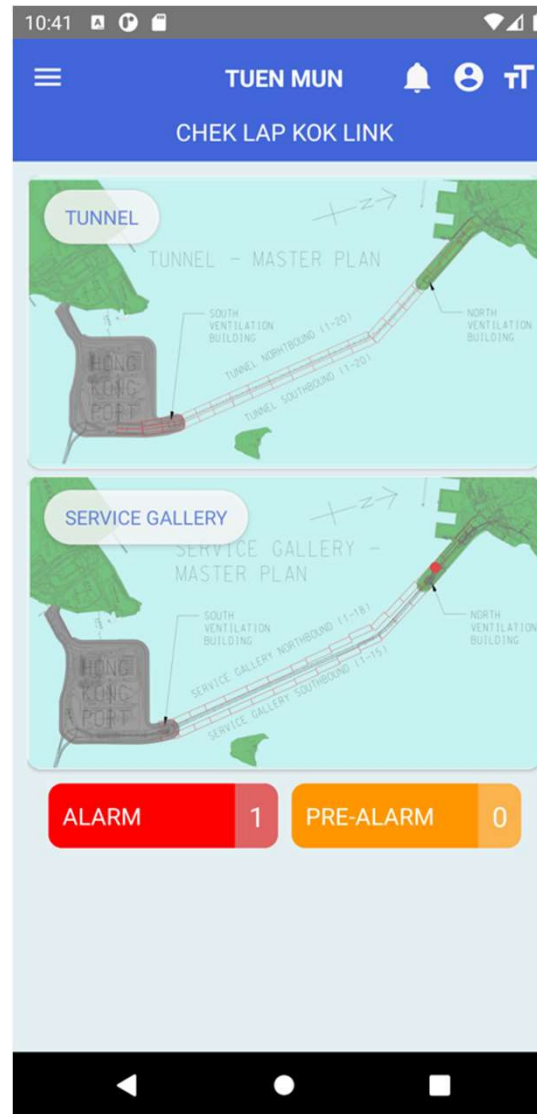 10:41
TUEN MUN
CHEK LAP KOK LINK
TUNNEL
TUNNEL - MASTER PLAN
SOUTH
VENTILATION
BUILDING
NORTH
VENTILATION
BUILDING
HONG
KONG
PORT
TUNNEL NORHTBOUND (1-20)
TUNNEL SOUTHBOUND (1-20)
SERVICE GALLERY
SERVICE GALLERY -
MASTER PLAN
SOUTH
VENTILATION
BUILDING
NORTH
VENTILATION
BUILDING
HONG
KONG
PORT
SERVICE GALLERY NORTHBOUND (1-18)
SERVICE GALLERY SOUTHBOUND (1-15)
ALARM 1 PRE-ALARM 0